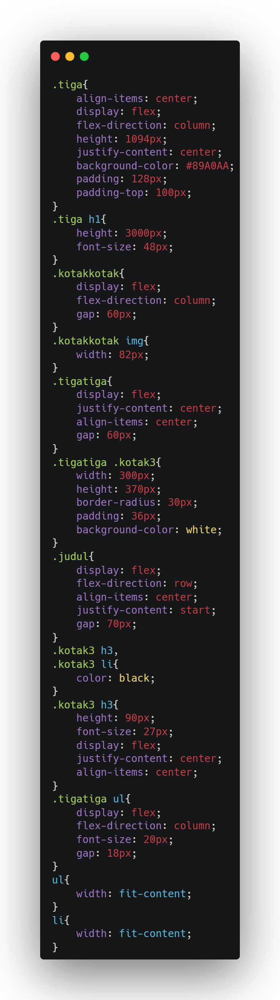 .tiga{
    align-items: center;
    display: flex;
    flex-direction: column;
    height: 1094px;
    justify-content: center;
    background-color: #89A0AA;
    padding: 128px;
    padding-top: 100px;
}
.tiga h1{
    height: 3000px;
    font-size: 48px;
}
.kotakkotak{
    display: flex;
    flex-direction: column;
    gap: 60px;
}
.kotakkotak img{
    width: 82px;
}
.tigatiga{
    display: flex;
    justify-content: center;
    align-items: center;
    gap: 60px;
}
.tigatiga .kotak3{
    width: 300px;
    height: 370px;
    border-radius: 30px;
    padding: 36px;
    background-color: white;
}
.judul{
    display: flex;
    flex-direction: row;
    align-items: center;
    justify-content: start;
    gap: 70px;
}
.kotak3 h3,
.kotak3 li{
    color: black;
}
.kotak3 h3{
    height: 90px;
    font-size: 27px;
    display: flex;
    justify-content: center;
    align-items: center;
}
.tigatiga ul{
    display: flex;
    flex-direction: column;
    font-size: 20px;
    gap: 18px;
}
ul{
    width: fit-content;
}
li{
    width: fit-content;
}